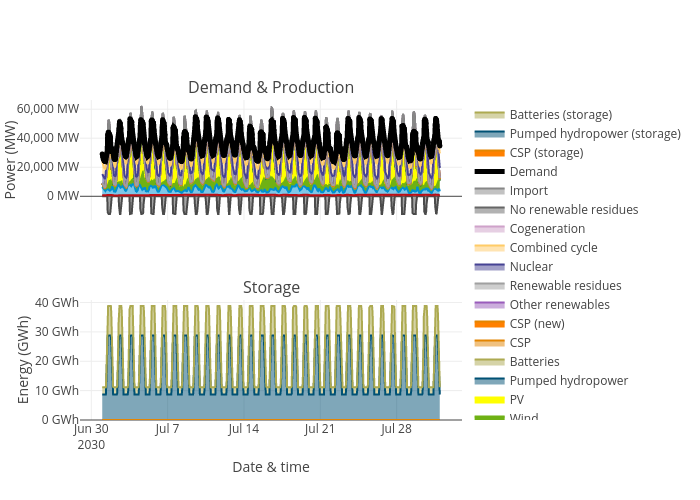 Demand & Production
Power (MW)
60,000 MW
40,000 MW
20,000 MW
0 MW
Storage
Energy (GWh)
40 GWh
30 GWh
20 GWh
10 GWh
0 GWh
Jun 30
2030
Jul 7
Jul 14
Jul 21
Jul 28
Date & time
Batteries (storage)
Pumped hydropower (storage)
CSP (storage)
Demand
Import
No renewable residues
Cogeneration
Combined cycle
Nuclear
Renewable residues
Other renewables
CSP (new)
CSP
Batteries
Pumped hydropower
PV
Wind